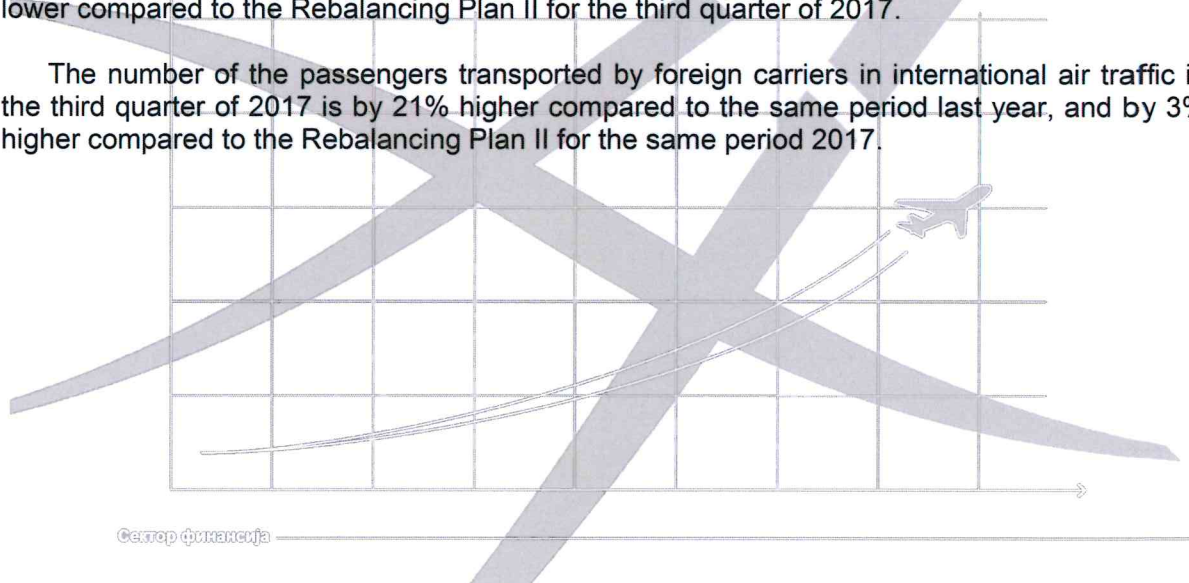 lower compared to the Rebalancing Plan II for the third quarter of 2017.
The number of the passengers transported by foreign carriers in international air traffic i
the third quarter of 2017 is by 21% higher compared to the same period last year, and by 3%
higher compared to the Rebalancing Plan II for the same period 2017.
Сектор финансија